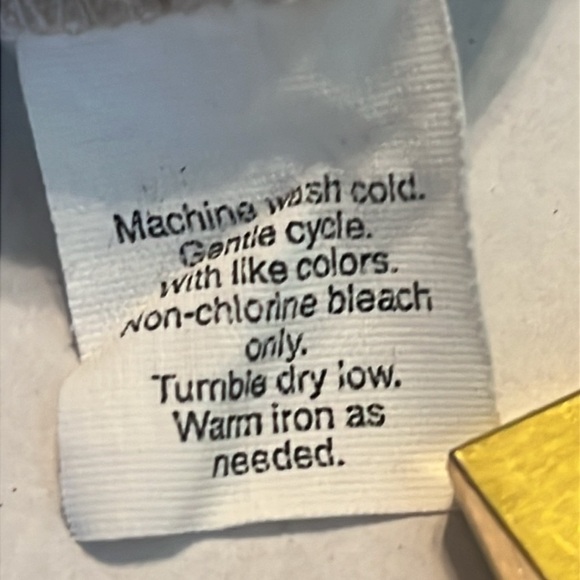 Machine wash cold.
Gentle cycle.
with like colors.
Non-chlorine bleach
only.
Tumble dry low.
Warm iron as
needed.